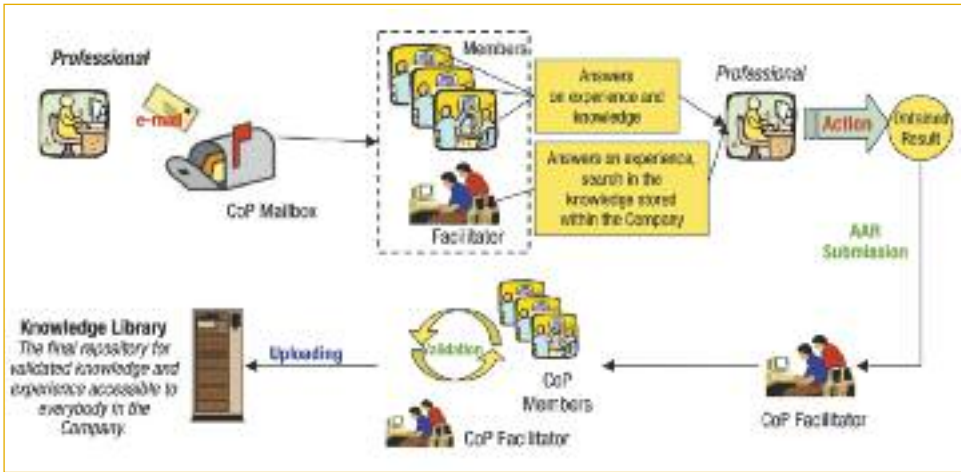 Professional
e-mail
CoP Mailbox
Members
Facilitator
Answers
on experience and
knowledge
Answers on experience,
search in the
knowledge stored
within the Company
Professional
Action
Obtained
Result
AAR
Submission
CoP Facilitator
CoP
Members
Validation
CoP Facilitator
Uploading
Knowledge Library
The final repository for
validated knowledge and
experience accessible to
everybody in the
Company.